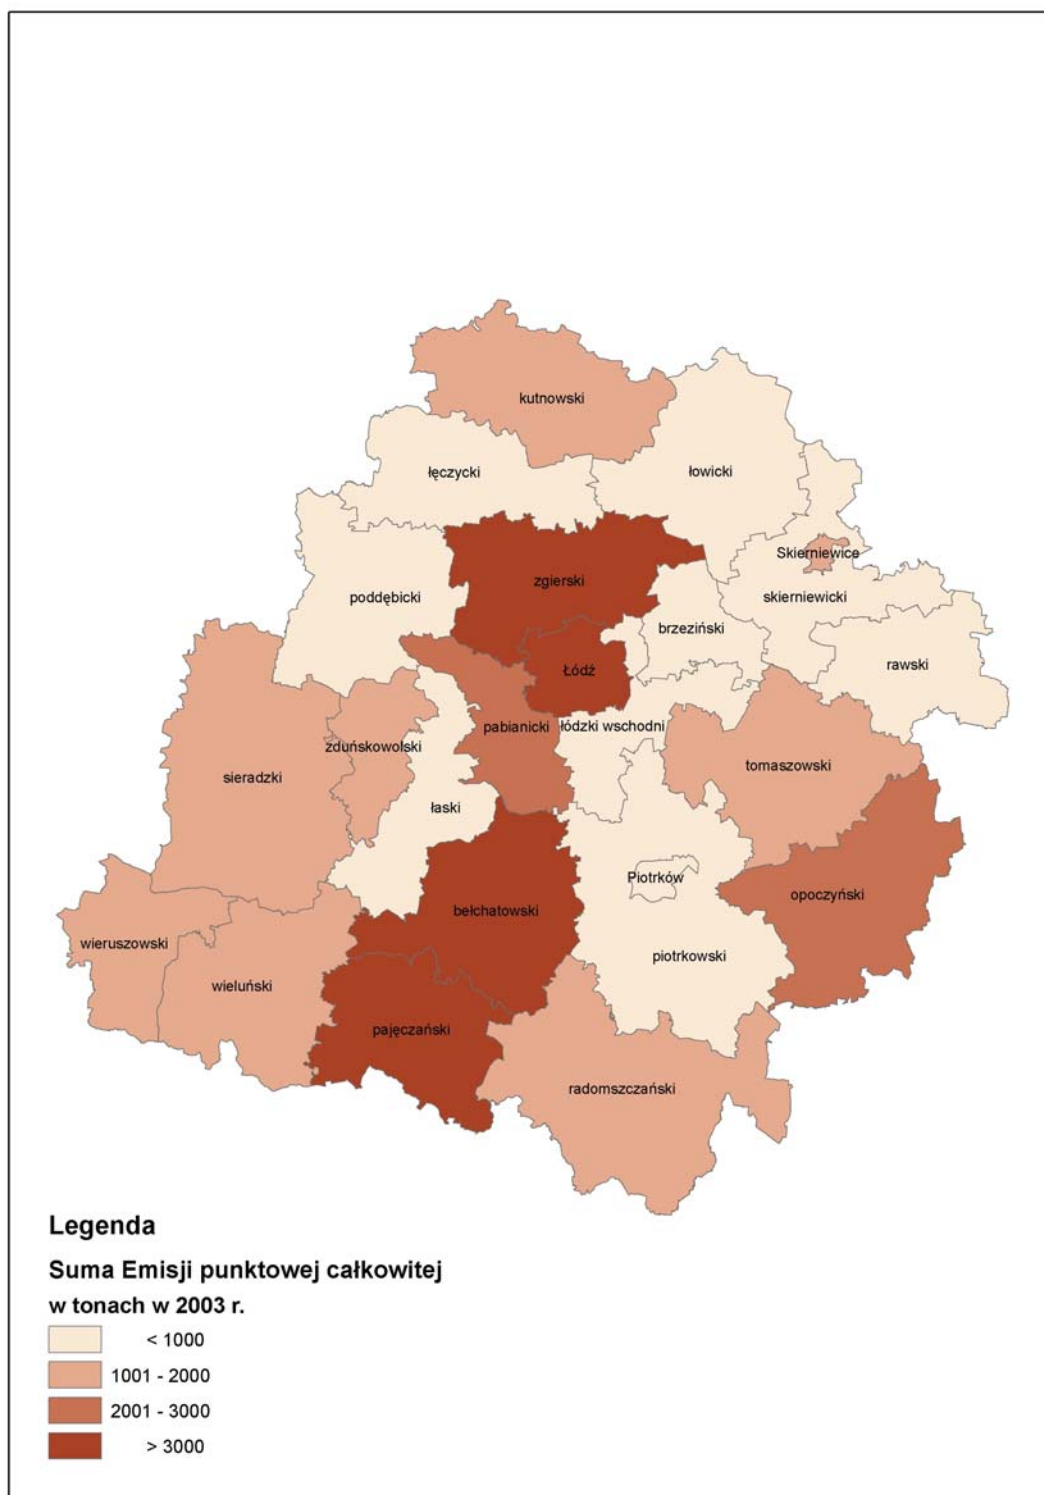 kutnowski
łęczycki
łowicki
Skierniewice
zgierski
poddębicki
skierniewicki
brzeziński
rawski
Łódź
pabianicki
łódzki wschodni
zduńskowolski
tomaszowski
sieradzki
łaski
Piotrków
opoczyński
bełchatowski
wieruszowski
piotrkowski
wieluński
pajęczański
radomszczański
Legenda
Suma Emisji punktowej całkowitej
w tonach w 2003 r.
< 1000
1001 - 2000
2001 - 3000
> 3000